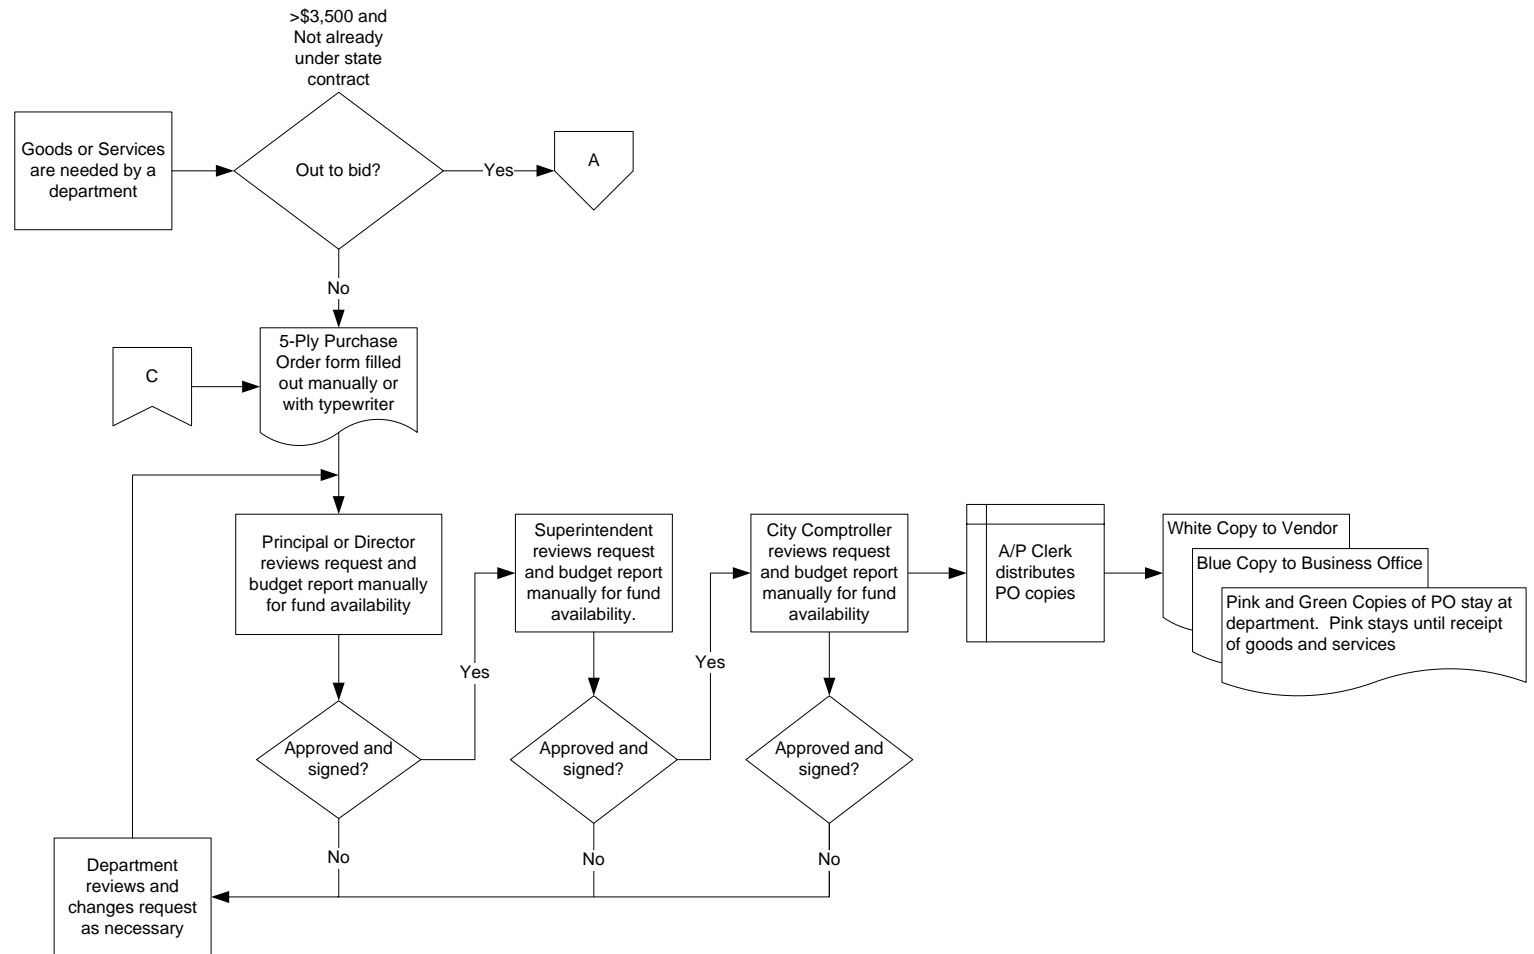 >$3,500 and
Not already
under state
contract
Goods or Services
are needed by a
department
Out to bid?
Yes
A
No
5-Ply Purchase
Order form filled
out manually or
with typewriter
C
Principal or Director
reviews request and
budget report manually
for fund availability
Superintendent
reviews request
and budget report
manually for fund
availability.
City Comptroller
reviews request
and budget report
manually for fund
availability
A/P Clerk
distributes
PO copies
White Copy to Vendor
Blue Copy to Business Office
Pink and Green Copies of PO stay at
department.  Pink stays until receipt
of goods and services
Yes
Yes
Approved and
signed?
Approved and
signed?
Approved and
signed?
No
No
No
Department
reviews and
changes request
as necessary